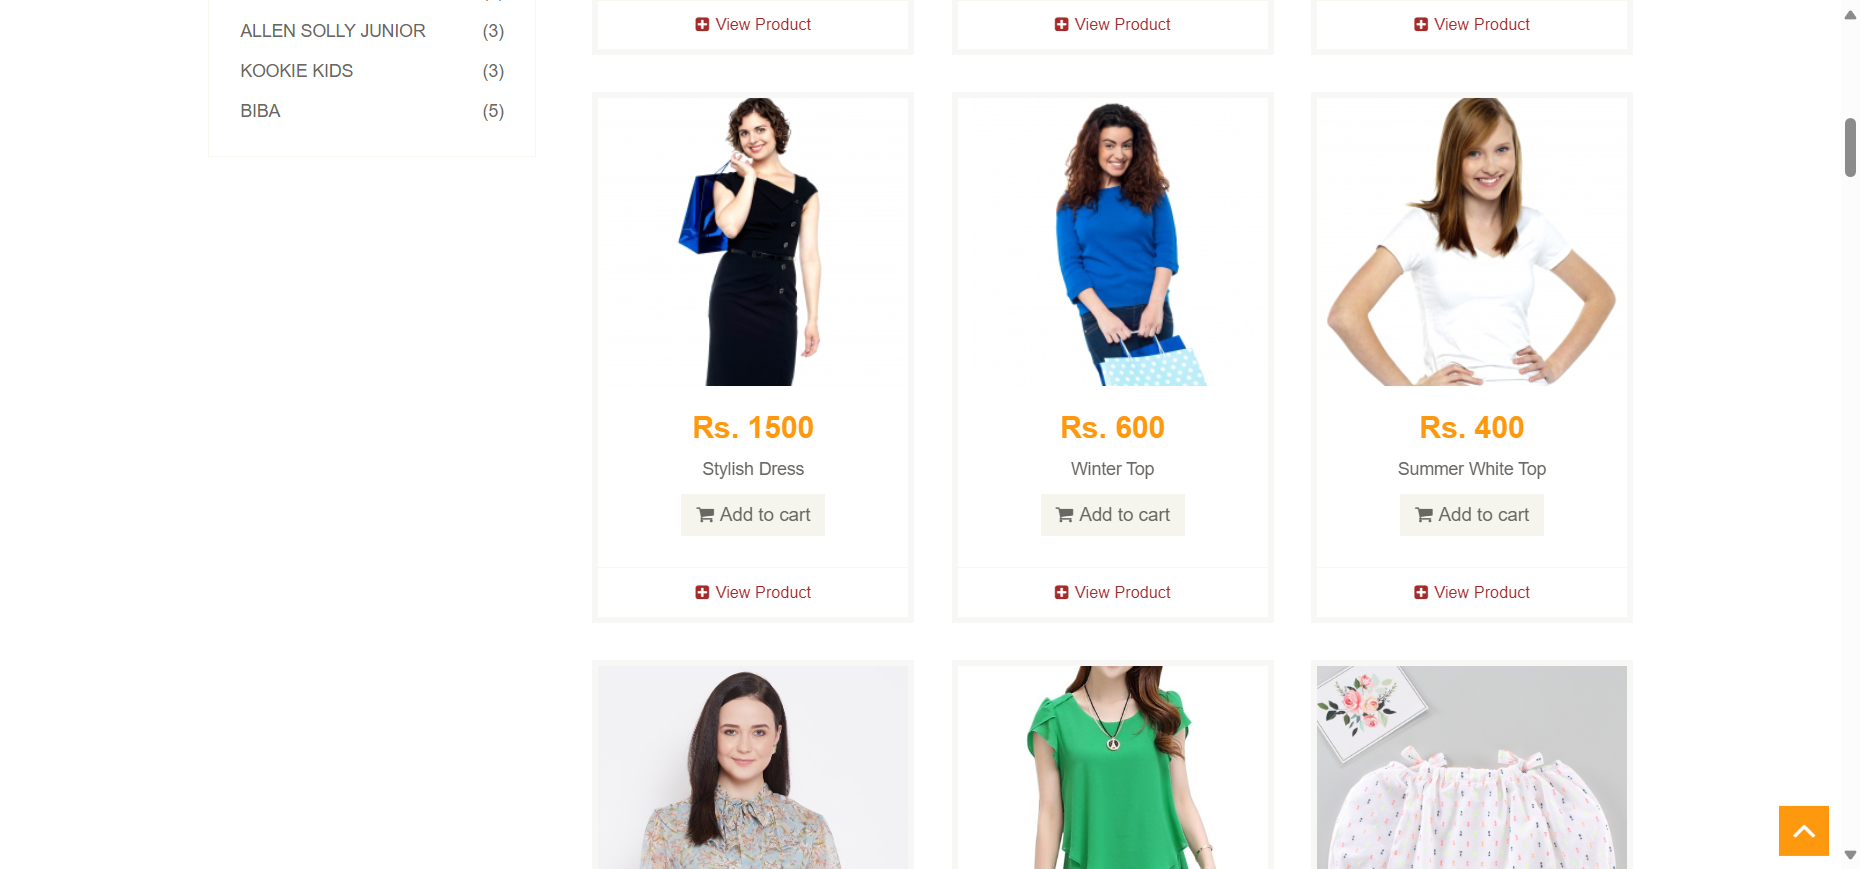 ALLEN SOLLY JUNIOR (3)
KOOKIE KIDS (3)
BIBA (5)
View Product
View Product
View Product
Rs. 1500
Stylish Dress
Add to cart
View Product
Rs. 600
Winter Top
Add to cart
View Product
Rs. 400
Summer White Top
Add to cart
View Product